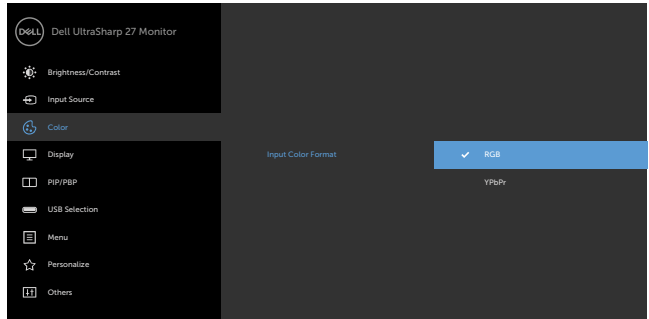 DELL Dell UltraSharp 27 Monitor
Brightness/Contrast
Input Source
Color
Display
Input Color Format
RGB
PIP/PBP
YPbPr
USB Selection
Menu
Personalize
Others